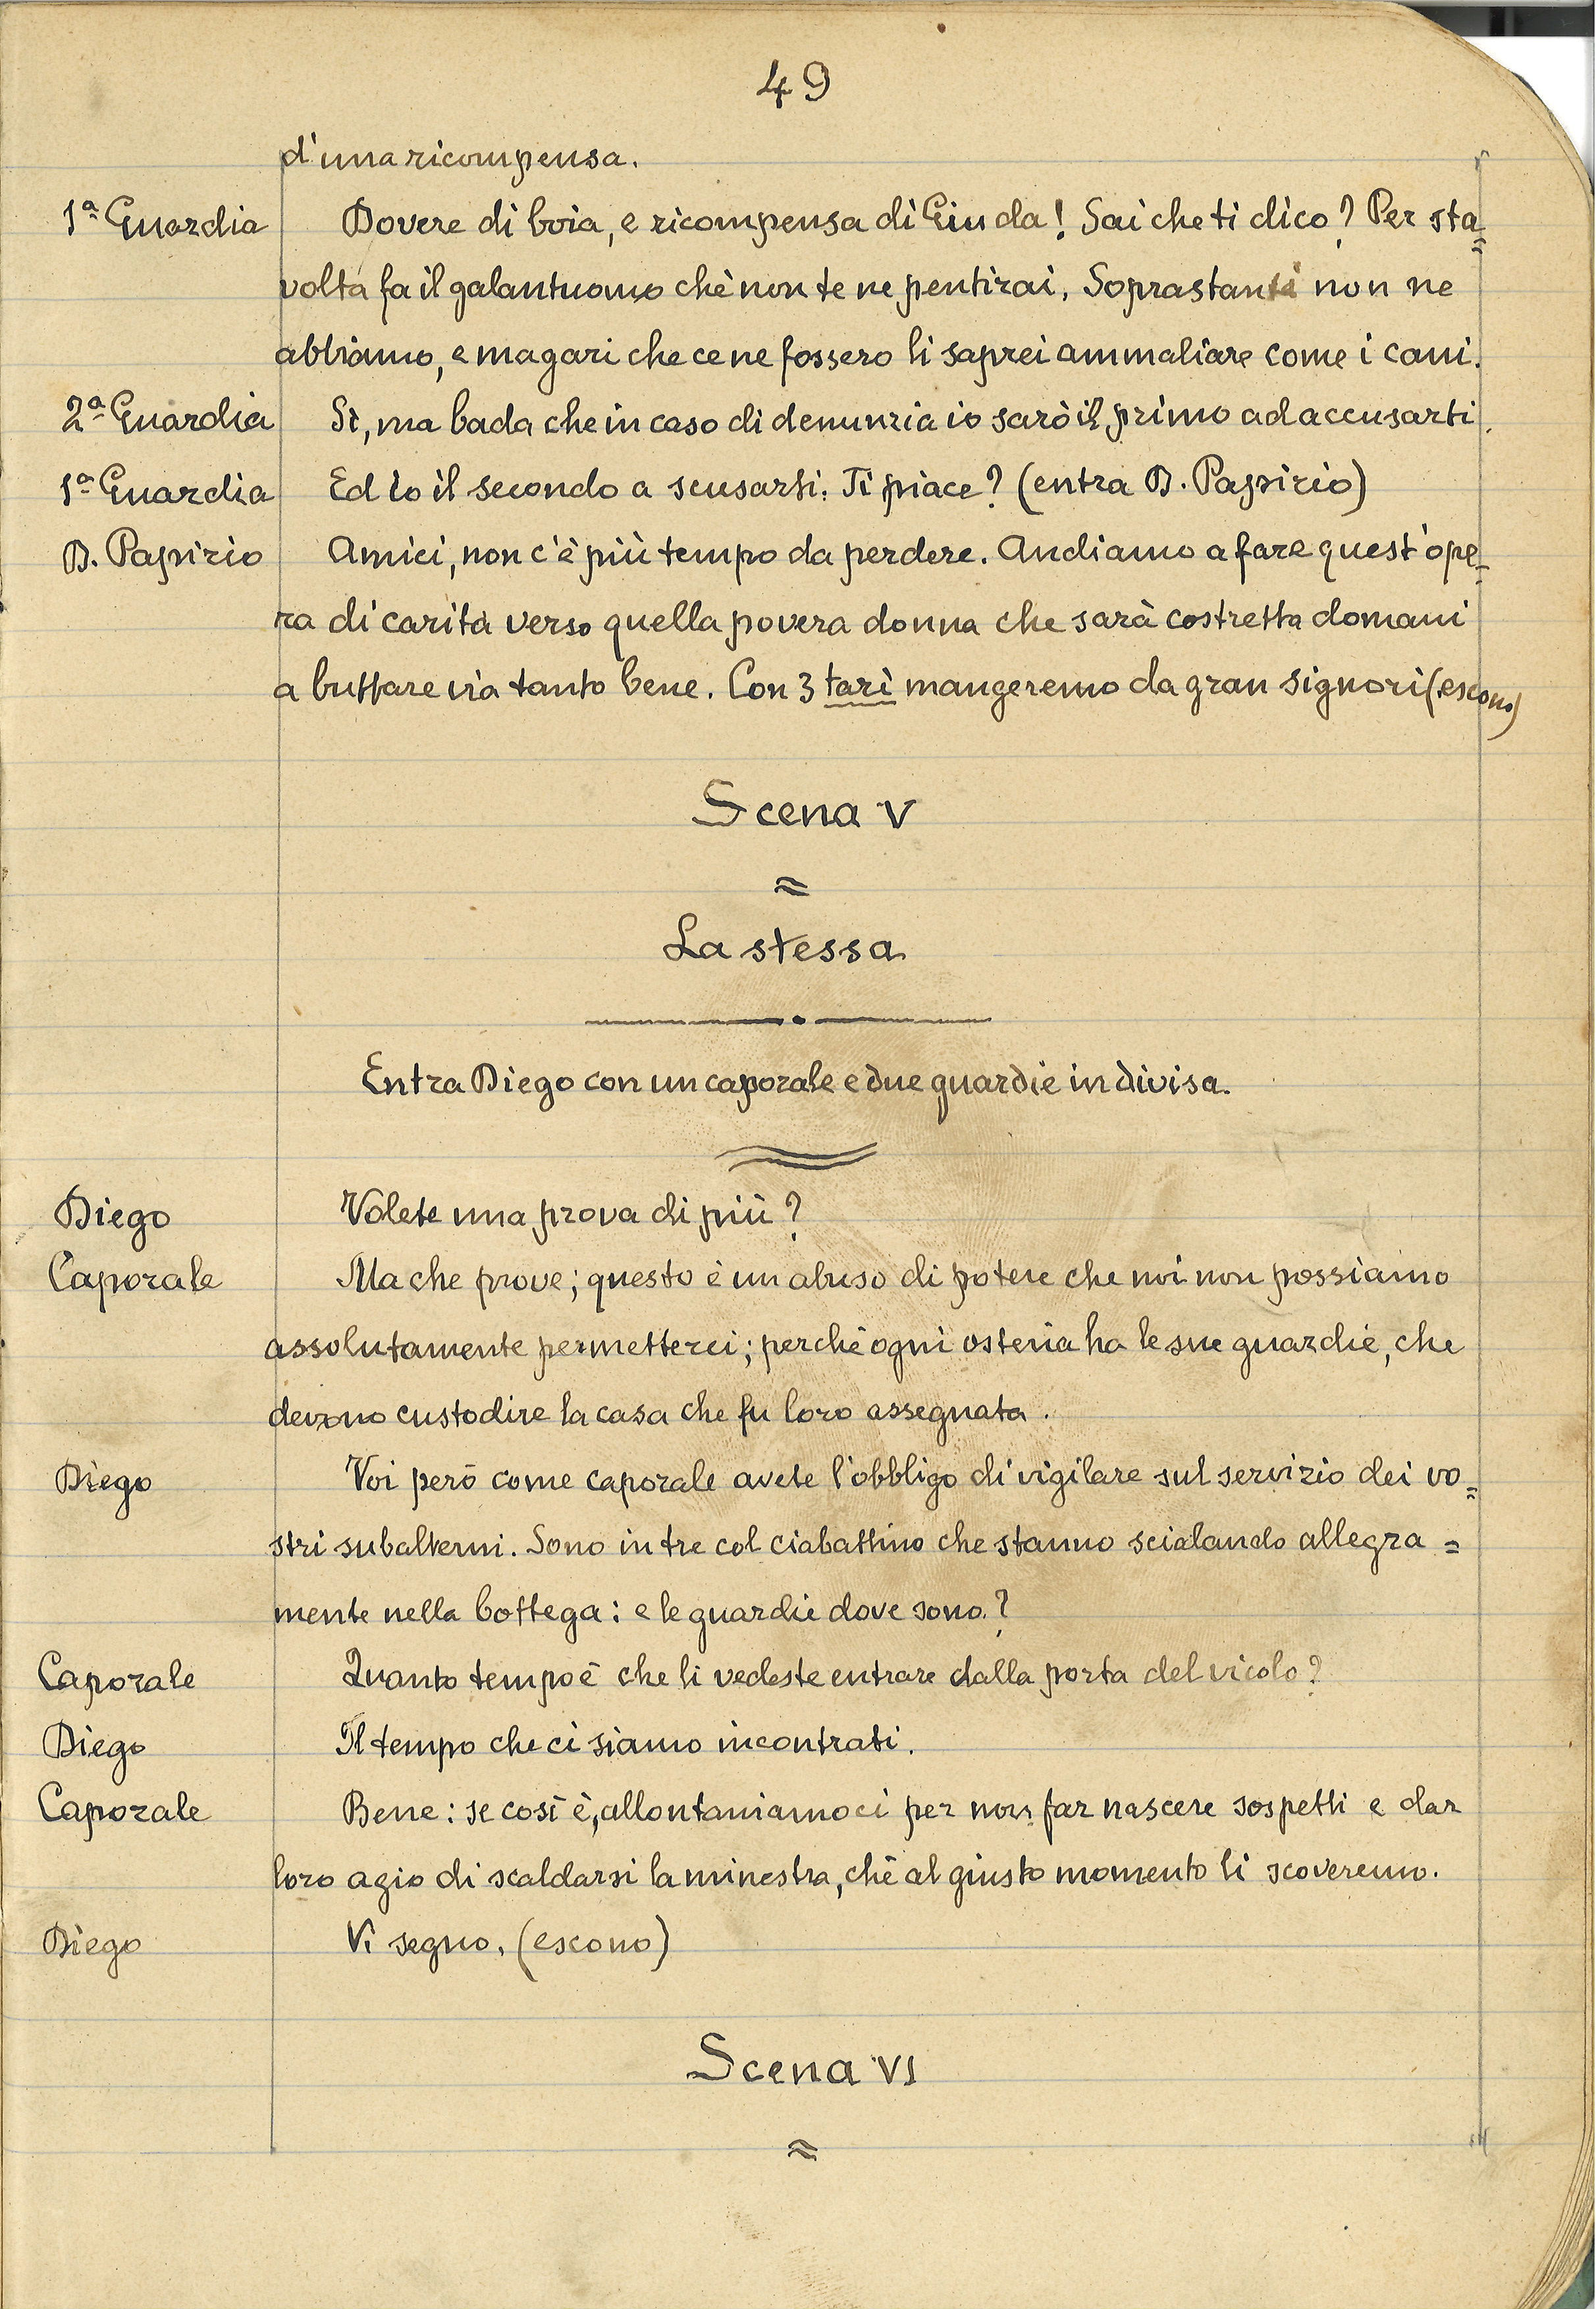 49
d'una ricompensa.
1ª Guardia Dovere di boia, e ricompensa di Giuda! Sai che ti dico? Per sta=
volta fa il galantuomo chè non te ne pentirai. Soprastanti non ne
abbiamo, e magari che ce ne fossero li saprei ammaliare come i cani.
2ª Guardia Sì, ma bada che in caso di denunzia io sarò il primo ad accusarti.
1ª Guardia Ed io il secondo a scusarti. Ti piace? (entra D. Papirio)
D. Papirio Amici, non c'è più tempo da perdere. Andiamo a fare quest'ope=
ra di carità verso quella povera donna che sarà costretta domani
a buttare via tanto bene. Con 3 tarì mangeremo da gran signori (escono)
Scena V
≈
La stessa
Entra Diego con un caporale e due guardie in divisa.
Diego Volete una prova di più?
Caporale Ma che prove; questo è un abuso di potere che noi non possiamo
assolutamente permetterci; perchè ogni osteria ha le sue guardie, che
devono custodire la casa che fu loro assegnata.
Diego Voi però come caporale avete l'obbligo di vigilare sul servizio dei vo=
stri subalterni. Sono in tre col ciabattino che stanno scialando allegra=
mente nella bottega: e le guardie dove sono?
Caporale Quanto tempo è che li vedeste entrare dalla porta del vicolo?
Diego Il tempo che ci siamo incontrati.
Caporale Bene: se così è, allontaniamoci per non far nascere sospetti e dar
loro agio di scaldarsi la minestra, chè al giusto momento li scoveremo.
Diego Vi seguo. (escono)
Scena VI
≈